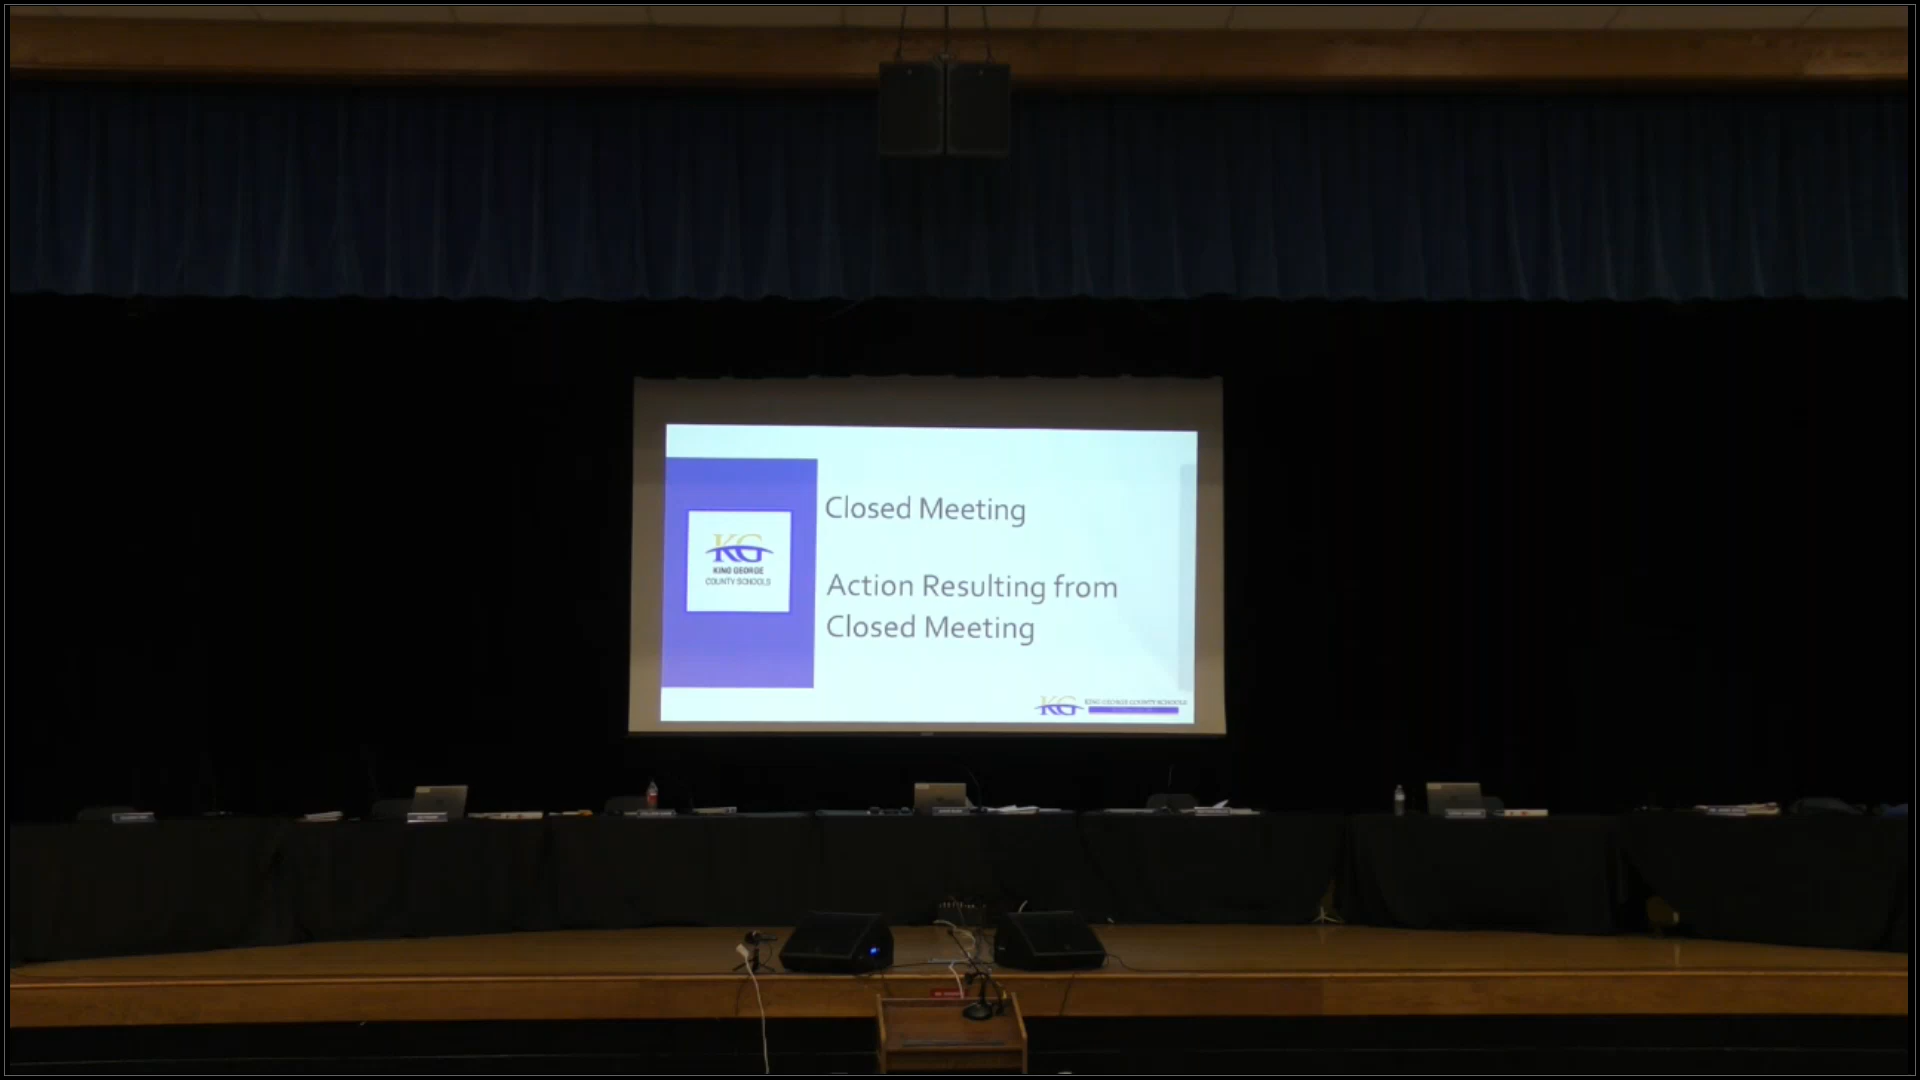 Closed Meeting
Action Resulting from
Closed Meeting
KG
KING GEORGE
COUNTY SCHOOLS
KG
KING GEORGE COUNTY SCHOOLS